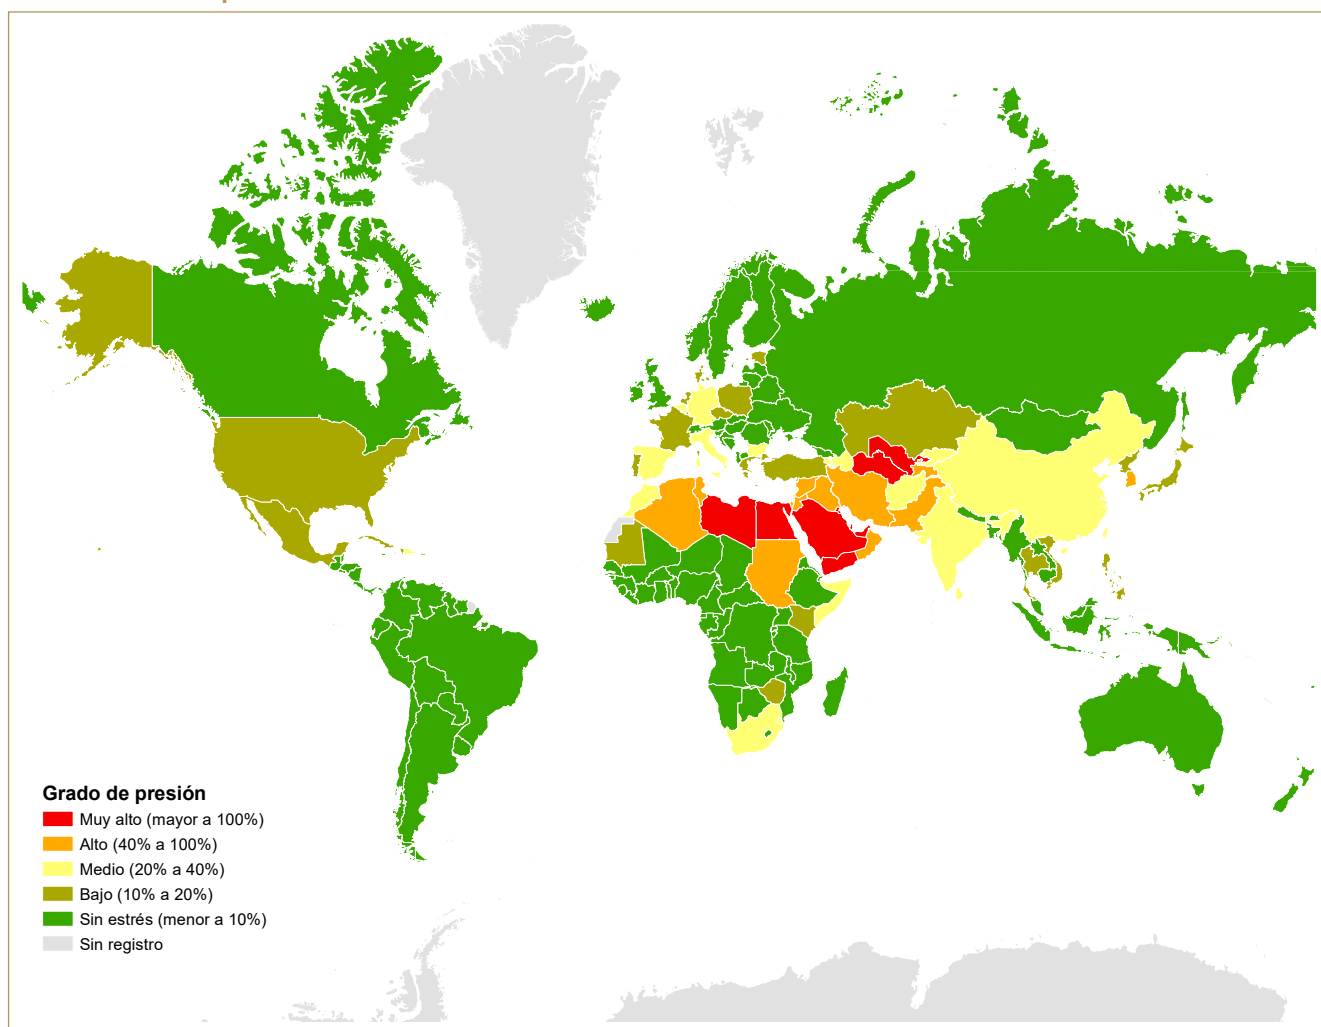 Grado de presión
Muy alto (mayor a 100%)
Alto (40% a 100%)
Medio (20% a 40%)
Bajo (10% a 20%)
Sin estrés (menor a 10%)
Sin registro